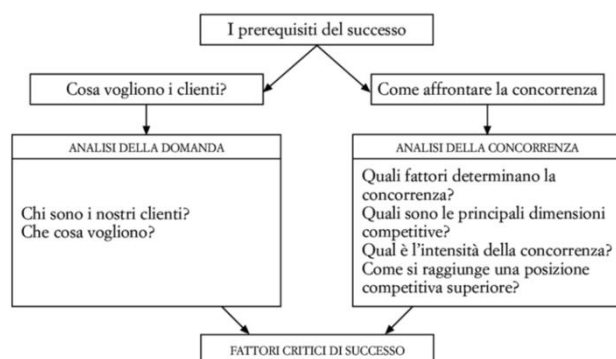 I prerequisiti del successo
Cosa vogliono i clienti?
Come affrontare la concorrenza
ANALISI DELLA DOMANDA
Chi sono i nostri clienti?
Che cosa vogliono?
ANALISI DELLA CONCORRENZA
Quali fattori determinano la
concorrenza?
Quali sono le principali dimensioni
competitive?
Qual è l'intensità della concorrenza?
Come si raggiunge una posizione
competitiva superiore?
FATTORI CRITICI DI SUCCESSO